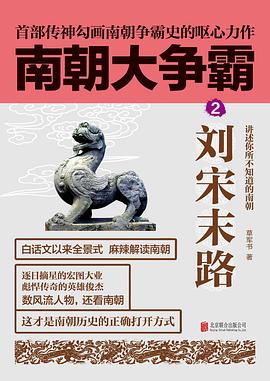 首部传神勾画南朝争霸史的呕心力作
南朝大争霸
2
刘宋末路
讲述你所不知道的南朝
草军书 著
白话文以来全景式 麻辣解读南朝
逐日摘星的宏图大业
彪悍传奇的英雄俊杰
数风流人物，还看南朝
这才是南朝历史的正确打开方式
北京联合出版公司